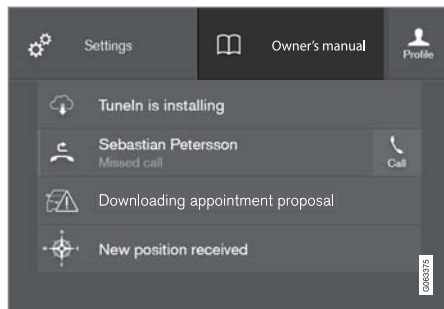 Settings
Owner's manual
Profile
TuneIn is installing
Sebastian Petersson
Missed call
Call
Downloading appointment proposal
New position received
G063375